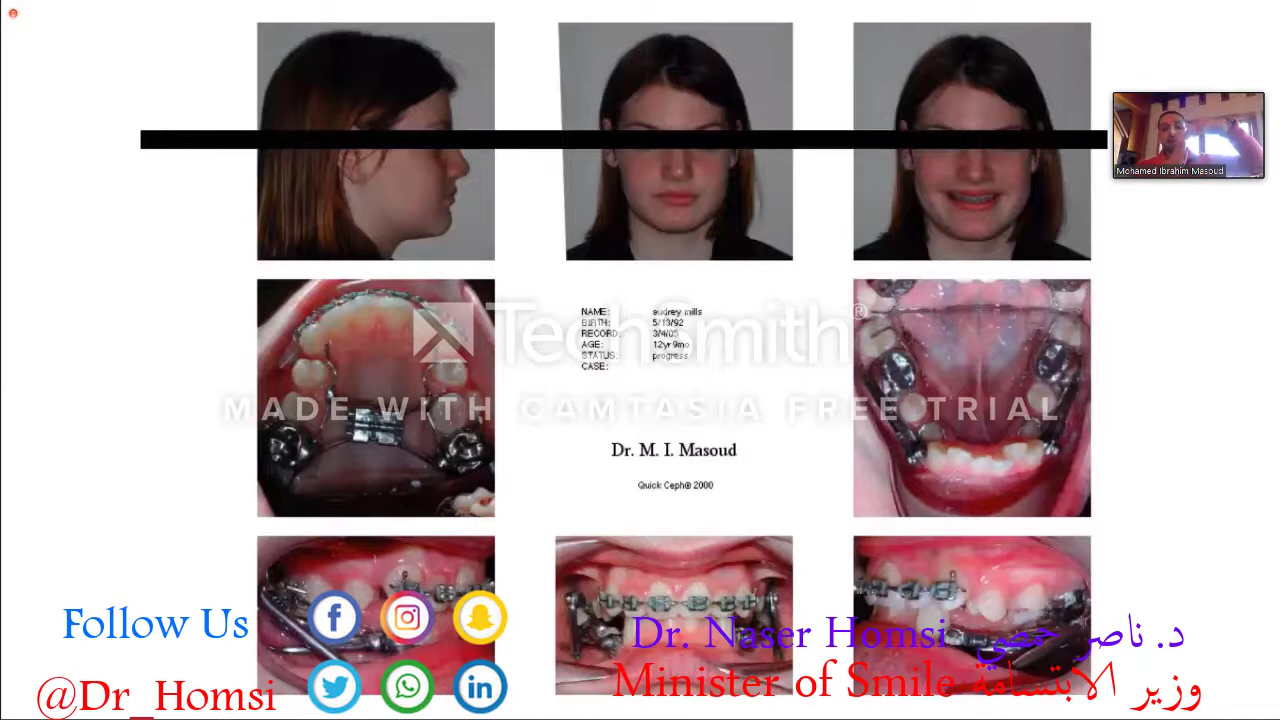 Mohamed Ibrahim Masoud
NAME: audrey mills
BIRTH: 5/13/92
RECORD: 3/4/05
AGE: 12yr 9mo
STATUS: progress
CASE:
TechSmith®
MADE WITH CAMTASIA FREE TRIAL
Dr. M. I. Masoud
Quick Ceph® 2000
Follow Us
@Dr_Homsi
Dr. Naser Homsi د. ناصر حمصي
Minister of Smile وزير الابتسامة